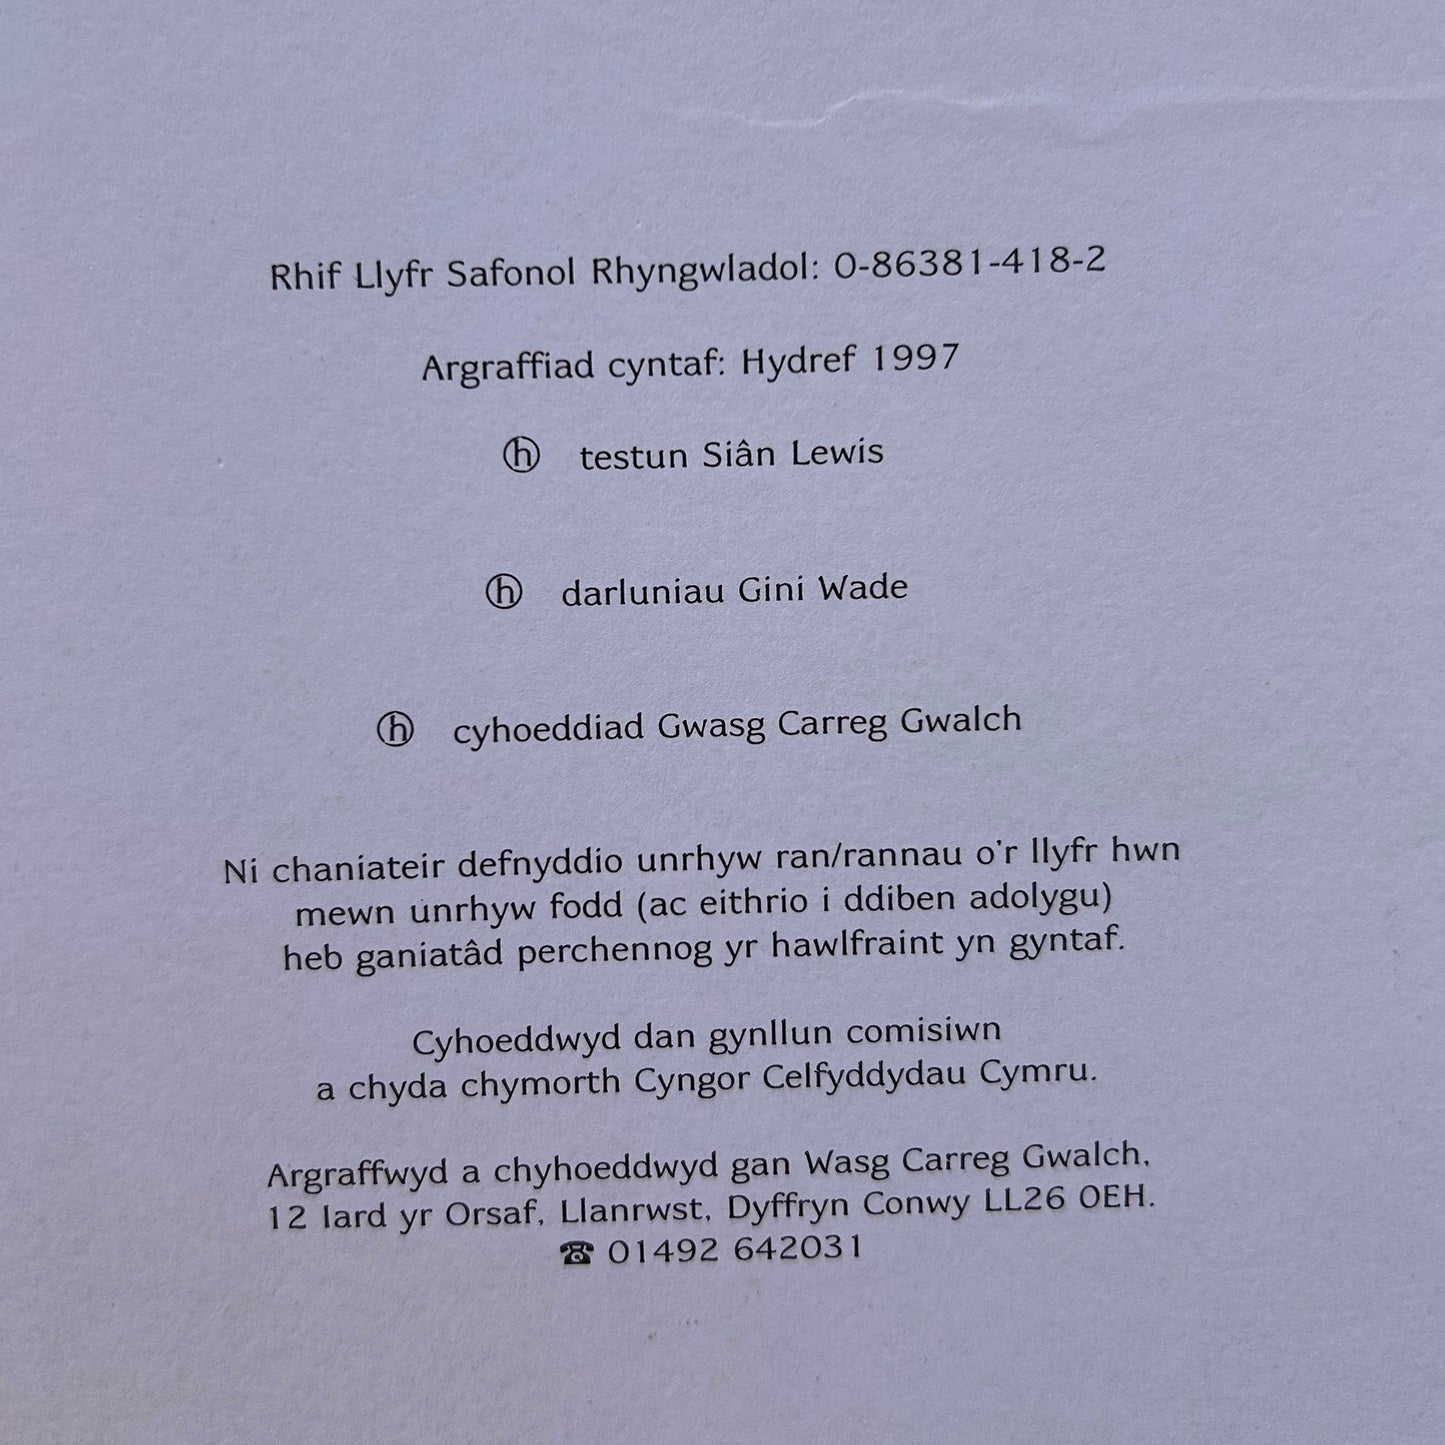 Rhif Llyfr Safonol Rhyngwladol: 0-86381-418-2
Argraffiad cyntaf: Hydref 1997
ⓗ testun Siân Lewis
ⓗ darluniau Gini Wade
ⓗ cyhoeddiad Gwasg Carreg Gwalch
Ni chaniateir defnyddio unrhyw ran/rannau o'r llyfr hwn
mewn unrhyw fodd (ac eithrio i ddiben adolygu)
heb ganiatâd perchennog yr hawlfraint yn gyntaf.
Cyhoeddwyd dan gynllun comisiwn
a chyda chymorth Cyngor Celfyddydau Cymru.
Argraffwyd a chyhoeddwyd gan Wasg Carreg Gwalch,
12 Iard yr Orsaf, Llanrwst, Dyffryn Conwy LL26 0EH.
☎ 01492 642031